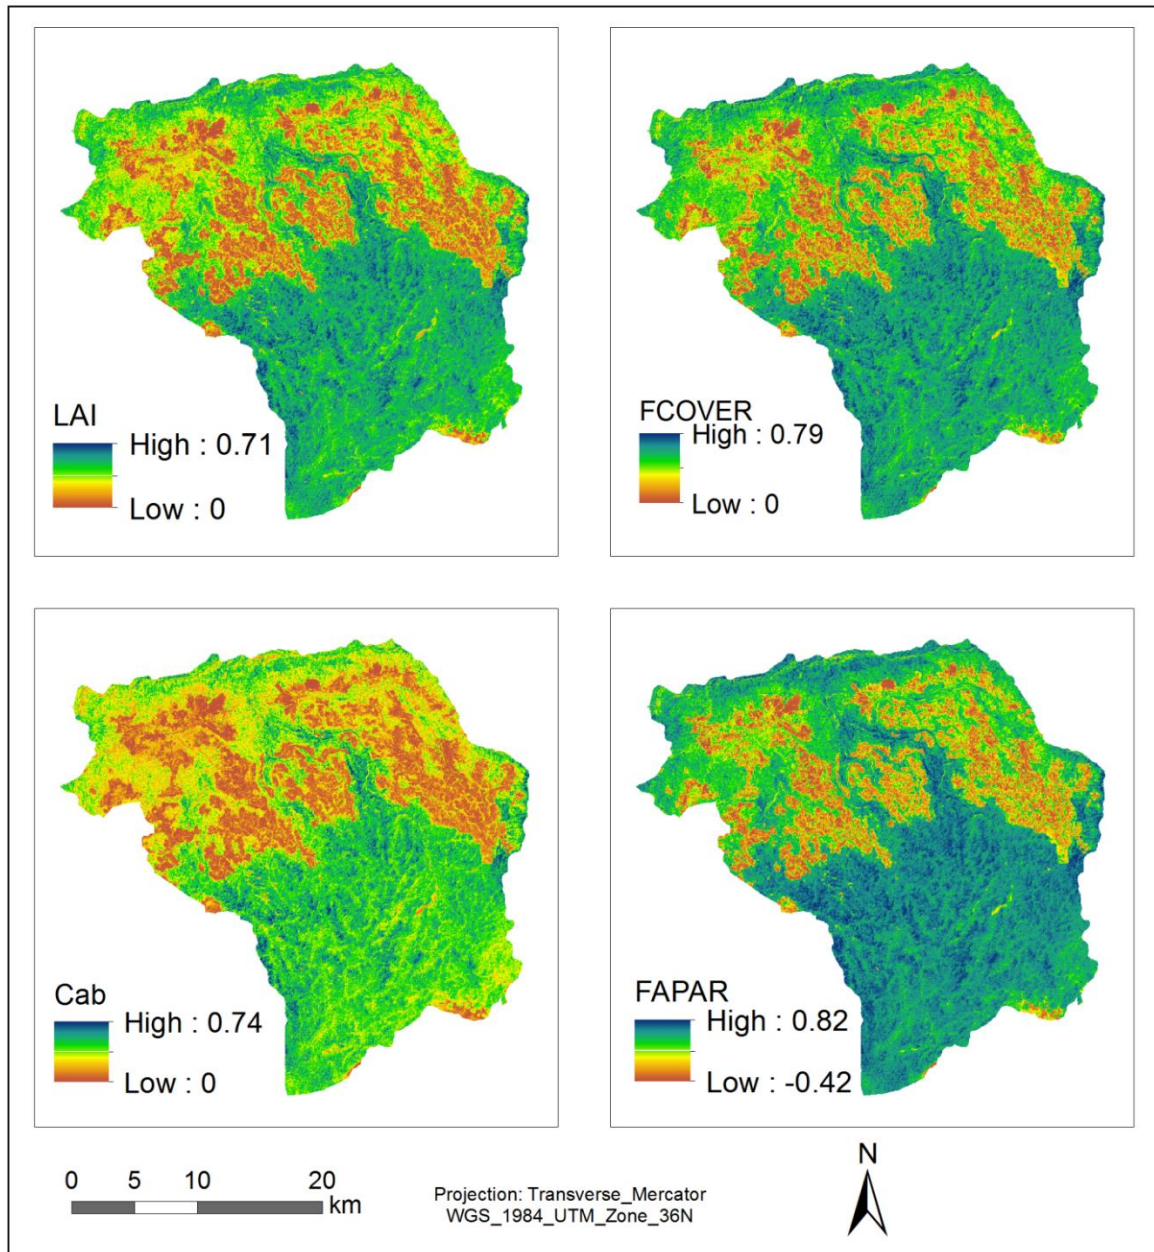 LAI
High : 0.71
Low : 0
FCOVER
High : 0.79
Low : 0
Cab
High : 0.74
Low : 0
FAPAR
High : 0.82
Low : -0.42
0 5 10 20
km
Projection: Transverse_Mercator
WGS_1984_UTM_Zone_36N
N